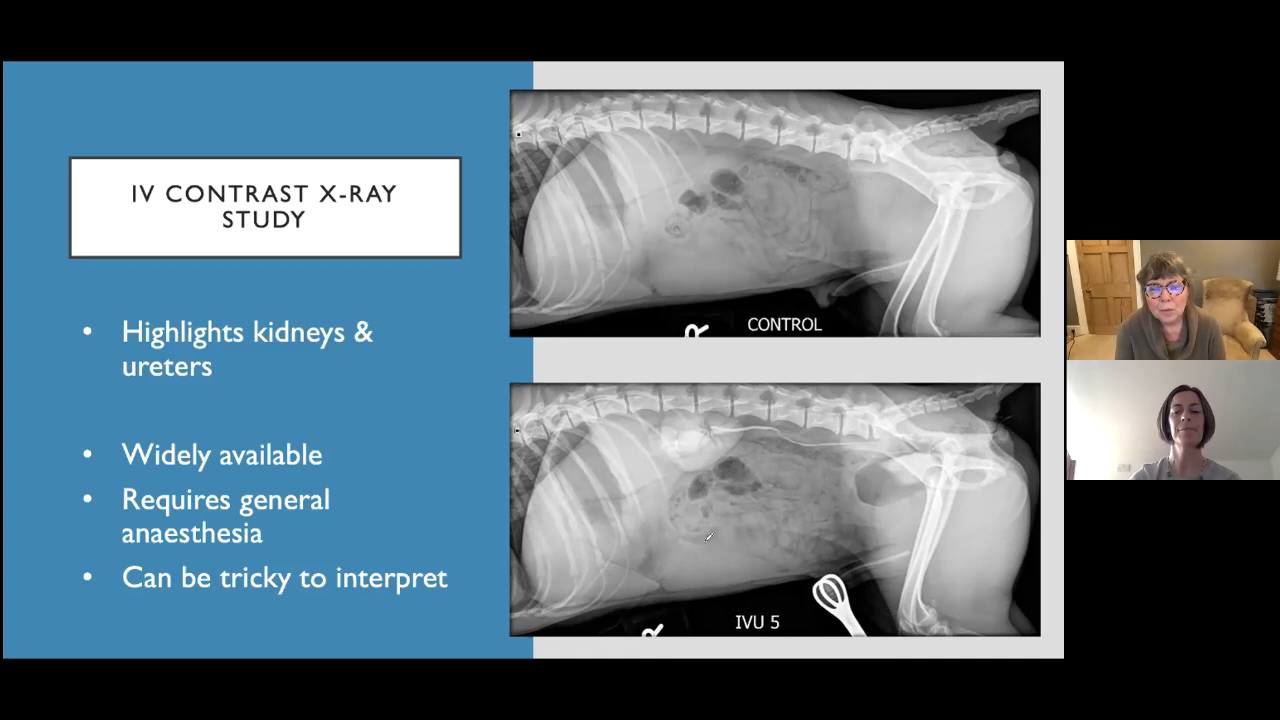 IV CONTRAST X-RAY
STUDY
• Highlights kidneys &
ureters
• Widely available
• Requires general
anaesthesia
• Can be tricky to interpret
R
CONTROL
IVU 5
R